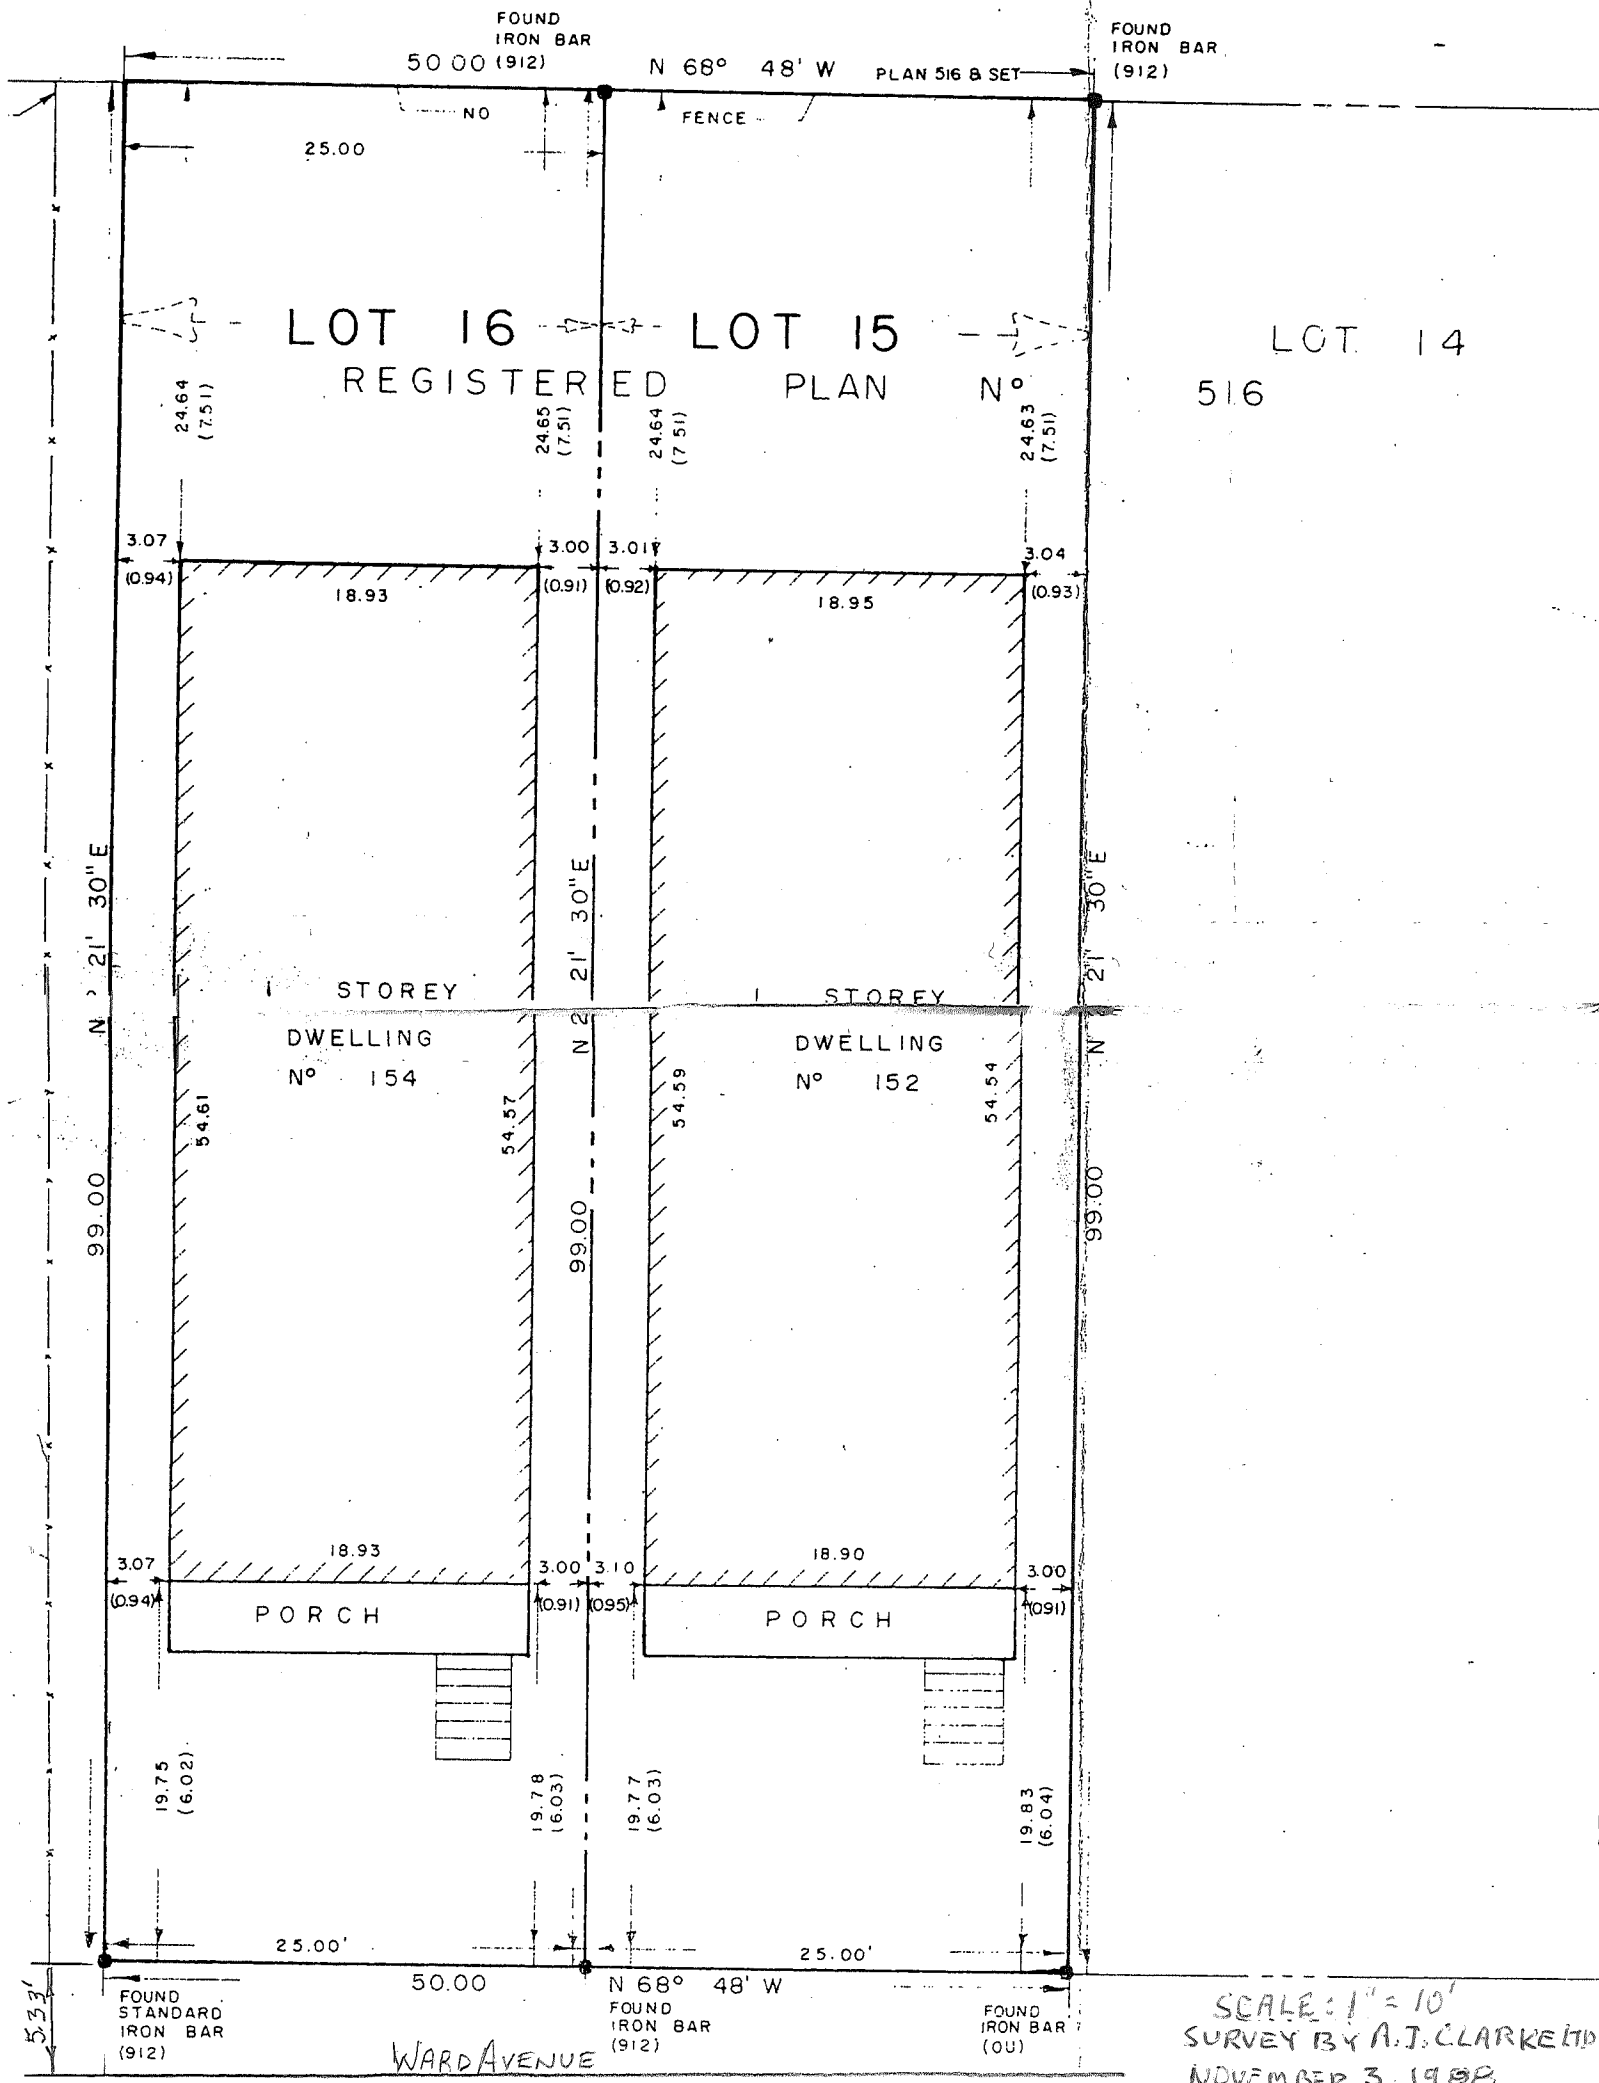 FOUND
IRON BAR
(912)
FOUND
IRON BAR
(912)
50 00
N 68° 48' W
PLAN 516 & SET
NO
FENCE
25.00
LOT 16
LOT 15
LOT 14
REGISTERED PLAN N° 516
24.64
(7.51)
24.65
(7.51)
24.64
(7 51)
24.63
(7.51)
3.07
(0.94)
18.93
3.00
(0.91)
3.01
(0.92)
18.95
3.04
(0.93)
N 21' 30" E
N 2 21' 30" E
N 21' 30" E
1 STOREY
DWELLING
N° 154
1 STOREY
DWELLING
N° 152
54.61
54.57
54.59
54.54
99.00
99.00
99.00
3.07
(0.94)
18.93
3.00
(0.91)
3.10
(0.95)
18.90
3.00
(0.91)
PORCH
PORCH
19.75
(6.02)
19.78
(6.03)
19.77
(6.03)
19.83
(6.04)
25.00'
25.00'
50.00
N 68° 48' W
5.33'
FOUND
STANDARD
IRON BAR
(912)
FOUND
IRON BAR
(912)
FOUND
IRON BAR
(OU)
WARD AVENUE
SCALE: 1" = 10'
SURVEY BY A.J. CLARKE LTD
NOVEMBER 3, 1988